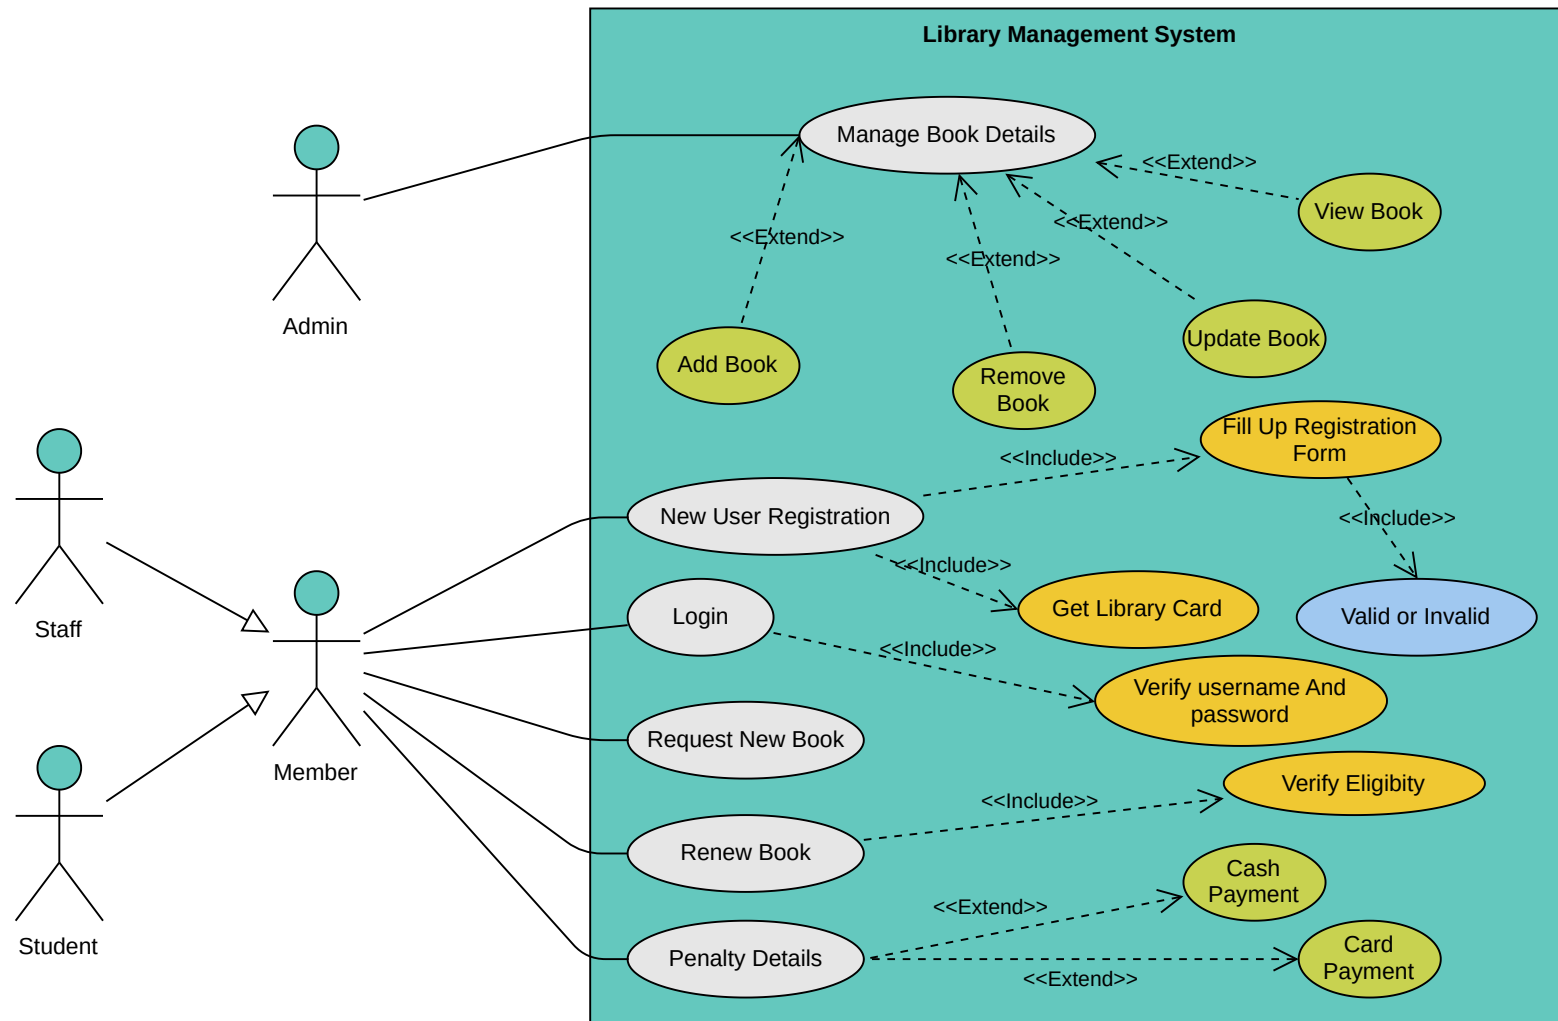 Library Management System
Manage Book Details
<<Extend>>
View Book
<<Extend>>
<<Extend>>
<<Extend>>
Admin
Update Book
Add Book
Remove
Book
Fill Up Registration
Form
<<Include>>
New User Registration
<<Include>>
<<Include>>
Get Library Card
Valid or Invalid
Login
Staff
<<Include>>
Verify username And
password
Request New Book
Member
Verify Eligibity
<<Include>>
Renew Book
Cash
Payment
<<Extend>>
Student
Penalty Details
Card
Payment
<<Extend>>